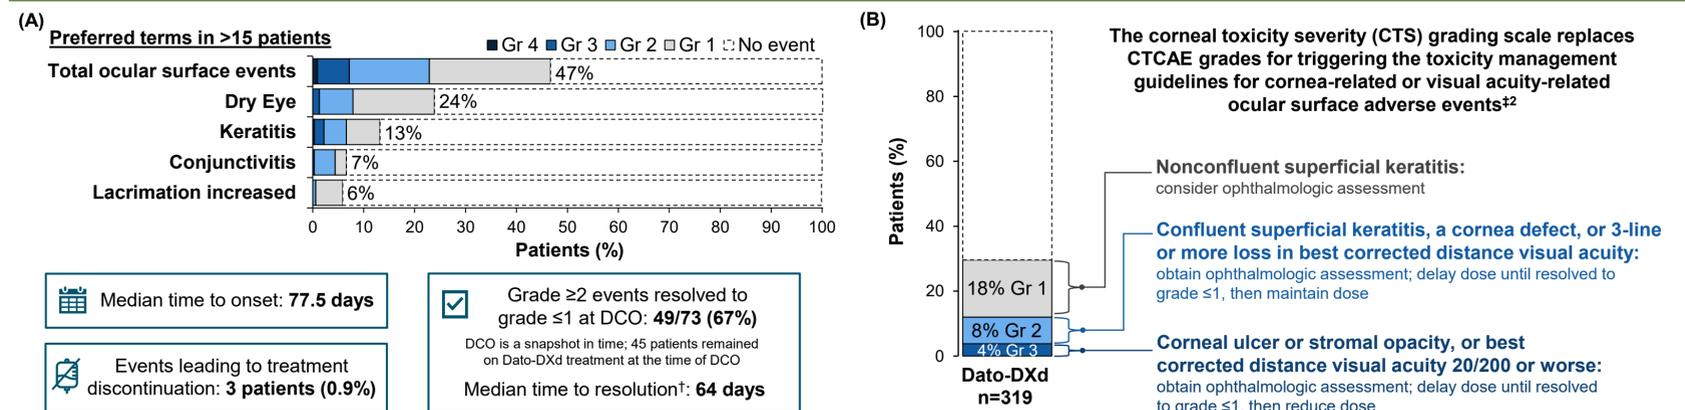 (A)
Preferred terms in >15 patients
Gr 4 Gr 3 Gr 2 Gr 1 No event
Total ocular surface events 47%
Dry Eye 24%
Keratitis 13%
Conjunctivitis 7%
Lacrimation increased 6%
0 10 20 30 40 50 60 70 80 90 100
Patients (%)
Median time to onset: 77.5 days
Events leading to treatment
discontinuation: 3 patients (0.9%)
Grade ≥2 events resolved to
grade ≤1 at DCO: 49/73 (67%)
DCO is a snapshot in time; 45 patients remained
on Dato-DXd treatment at the time of DCO
Median time to resolution†: 64 days
(B)
Patients (%)
100
80
60
40
20
0
18% Gr 1
8% Gr 2
4% Gr 3
Dato-DXd
n=319
The corneal toxicity severity (CTS) grading scale replaces
CTCAE grades for triggering the toxicity management
guidelines for cornea-related or visual acuity-related
ocular surface adverse events‡2
Nonconfluent superficial keratitis:
consider ophthalmologic assessment
Confluent superficial keratitis, a cornea defect, or 3-line
or more loss in best corrected distance visual acuity:
obtain ophthalmologic assessment; delay dose until resolved to
grade ≤1, then maintain dose
Corneal ulcer or stromal opacity, or best
corrected distance visual acuity 20/200 or worse:
obtain ophthalmologic assessment; delay dose until resolved
to grade ≤1, then reduce dose